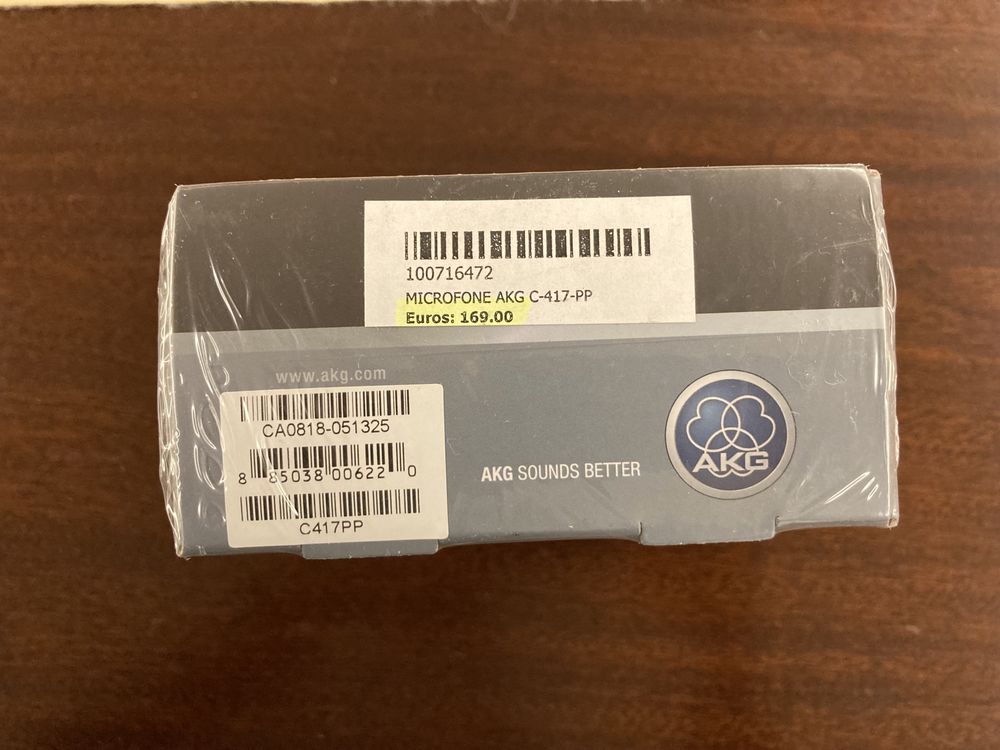 100716472
MICROFONE AKG C-417-PP
Euros: 169.00
www.akg.com
CA0818-051325
8 85038 00622 0
C417PP
AKG SOUNDS BETTER
AKG